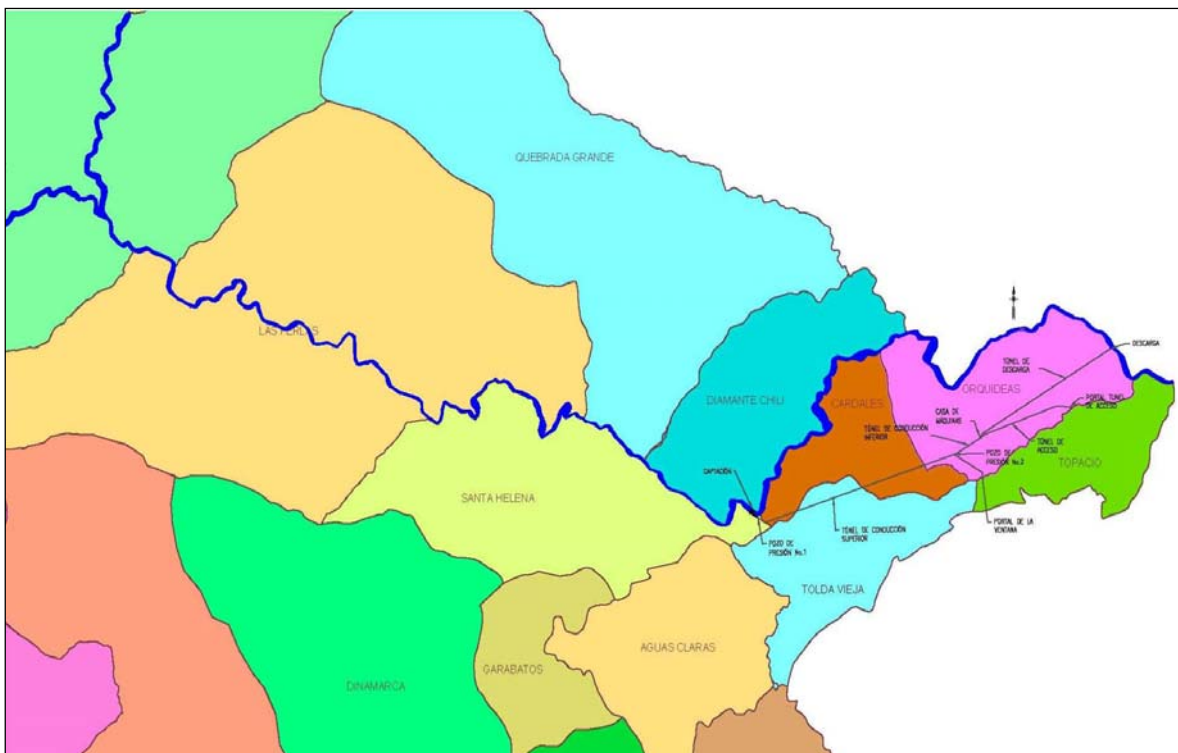 QUEBRADA GRANDE
LAS PERLAS
DIAMANTE CHILI
CARDALES
ORQUIDEAS
TÚNEL DE
DESCARGA
DESCARGA
CASA DE
MÁQUINAS
PORTAL TUNEL
DE ACCESO
TÚNEL DE CONDUCCIÓN
INFERIOR
TÚNEL DE
ACCESO
POZO DE
PRESIÓN No.2
TOPACIO
CAPTACIÓN
SANTA HELENA
PORTAL DE LA
VENTANA
TÚNEL DE CONDUCCIÓN
SUPERIOR
POZO DE
PRESIÓN No.1
TOLDA VIEJA
AGUAS CLARAS
GARABATOS
DINAMARCA